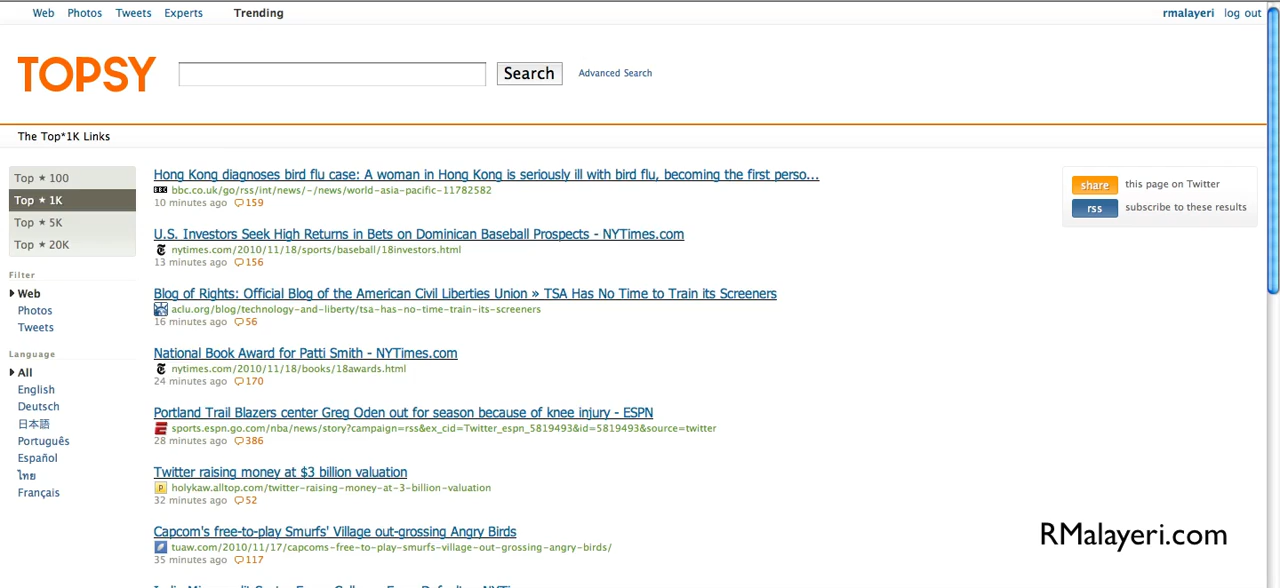 Web Photos Tweets Experts Trending rmalayeri log out
TOPSY Search Advanced Search
The Top*1K Links
Top ★ 100
Top ★ 1K
Top ★ 5K
Top ★ 20K
Filter
Web
Photos
Tweets
Language
All
English
Deutsch
日本語
Português
Español
ไทย
Français
Hong Kong diagnoses bird flu case: A woman in Hong Kong is seriously ill with bird flu, becoming the first perso...
BBC bbc.co.uk/go/rss/int/news/-/news/world-asia-pacific-11782582
10 minutes ago 159
U.S. Investors Seek High Returns in Bets on Dominican Baseball Prospects - NYTimes.com
nytimes.com/2010/11/18/sports/baseball/18investors.html
13 minutes ago 156
Blog of Rights: Official Blog of the American Civil Liberties Union » TSA Has No Time to Train its Screeners
aclu.org/blog/technology-and-liberty/tsa-has-no-time-train-its-screeners
16 minutes ago 56
National Book Award for Patti Smith - NYTimes.com
nytimes.com/2010/11/18/books/18awards.html
24 minutes ago 170
Portland Trail Blazers center Greg Oden out for season because of knee injury - ESPN
sports.espn.go.com/nba/news/story?campaign=rss&ex_cid=Twitter_espn_5819493&id=5819493&source=twitter
28 minutes ago 386
Twitter raising money at $3 billion valuation
holykaw.alltop.com/twitter-raising-money-at-3-billion-valuation
32 minutes ago 52
Capcom's free-to-play Smurfs' Village out-grossing Angry Birds
tuaw.com/2010/11/17/capcoms-free-to-play-smurfs-village-out-grossing-angry-birds/
35 minutes ago 117
share this page on Twitter
rss subscribe to these results
RMalayeri.com